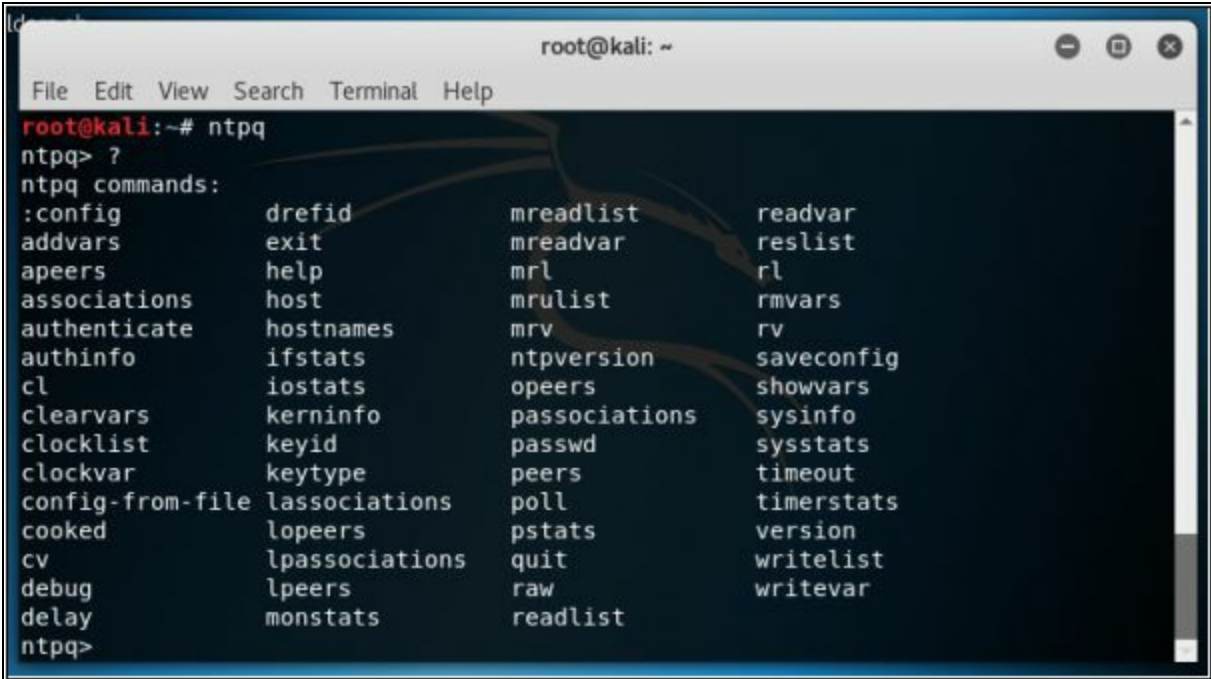 root@kali: ~
File Edit View Search Terminal Help
root@kali:~# ntpq
ntpq> ?
ntpq commands:
:config drefid mreadlist readvar
addvars exit mreadvar reslist
apeers help mrl rl
associations host mrulist rmvars
authenticate hostnames mrv rv
authinfo ifstats ntpversion saveconfig
cl iostats opeers showvars
clearvars kerninfo passociations sysinfo
clocklist keyid passwd sysstats
clockvar keytype peers timeout
config-from-file lassociations poll timerstats
cooked lopeers pstats version
cv lpassociations quit writelist
debug lpeers raw writevar
delay monstats readlist
ntpq>